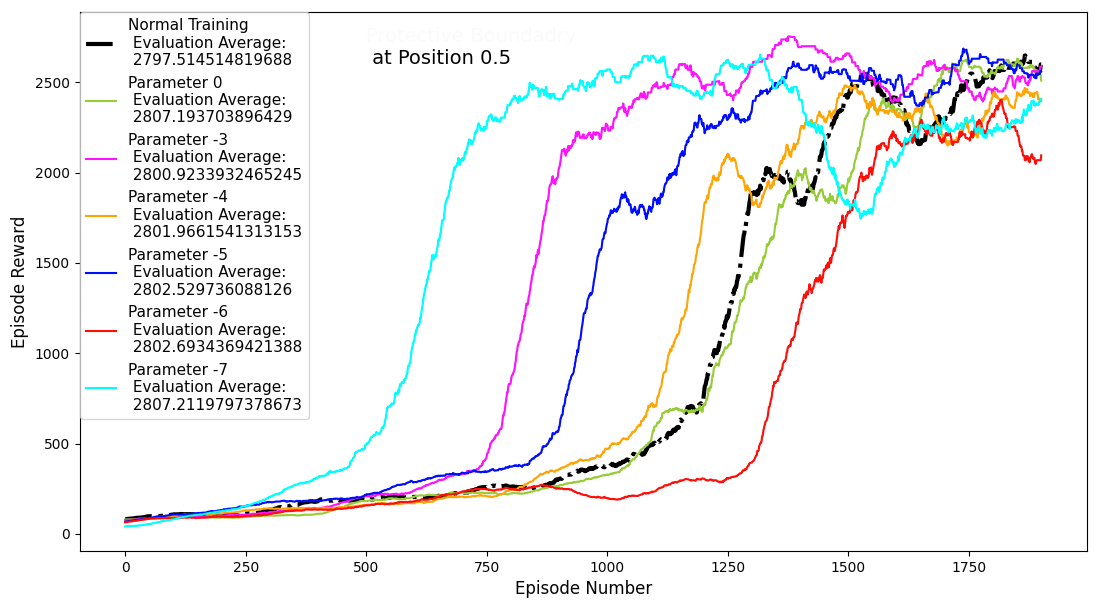 Protective Boundadry
at Position 0.5
Normal Training
Evaluation Average:
2797.514514819688
Parameter 0
Evaluation Average:
2807.193703896429
Parameter -3
Evaluation Average:
2800.9233932465245
Parameter -4
Evaluation Average:
2801.9661541313153
Parameter -5
Evaluation Average:
2802.529736088126
Parameter -6
Evaluation Average:
2802.6934369421388
Parameter -7
Evaluation Average:
2807.2119797378673
Episode Reward
2500
2000
1500
1000
500
0
0 250 500 750 1000 1250 1500 1750
Episode Number